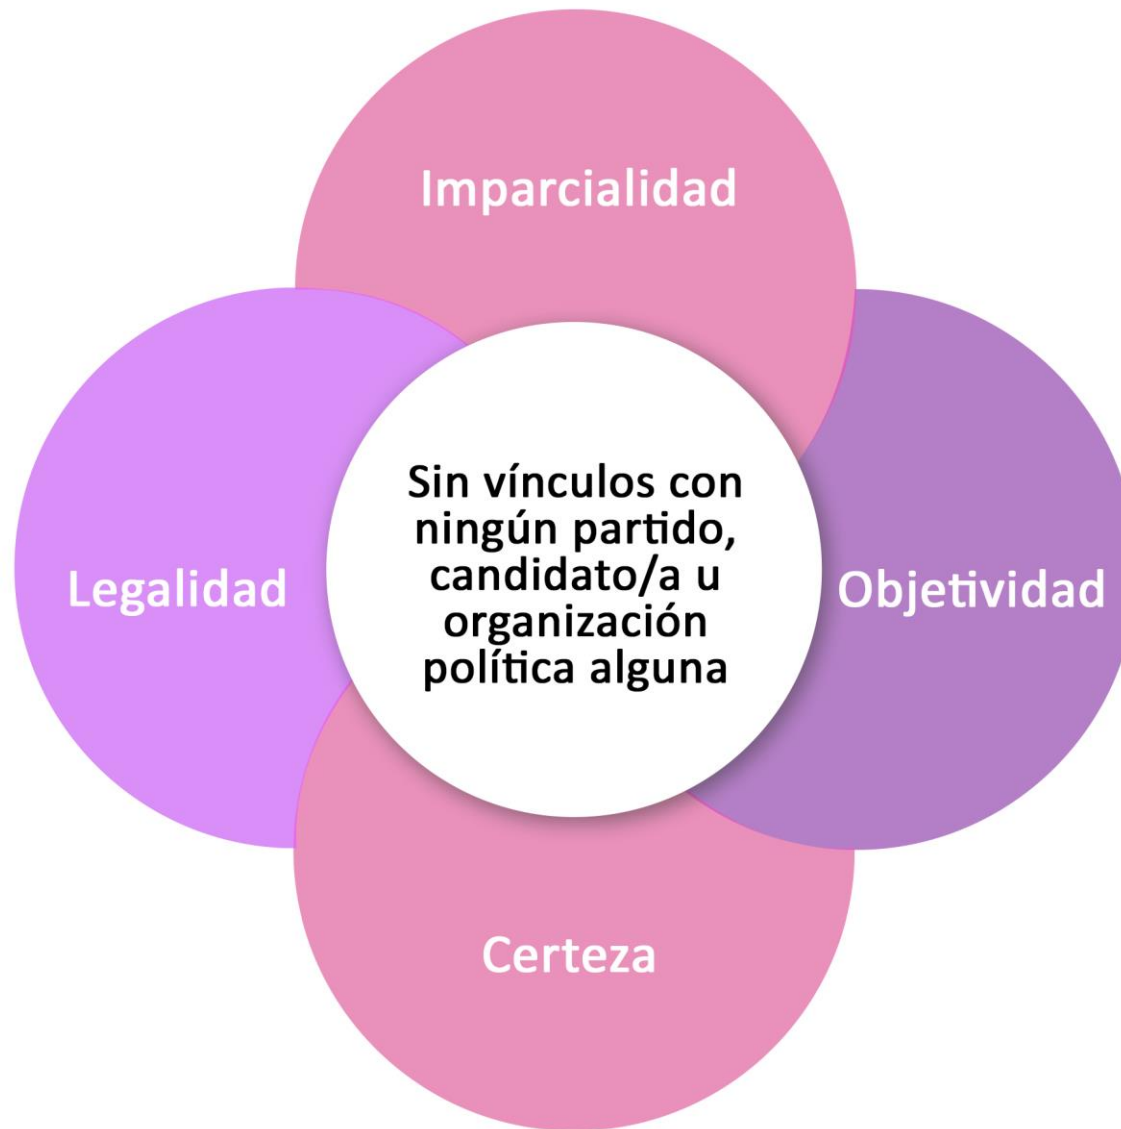 Imparcialidad
Legalidad
Sin vínculos con
ningún partido,
candidato/a u
organización
política alguna
Objetividad
Certeza